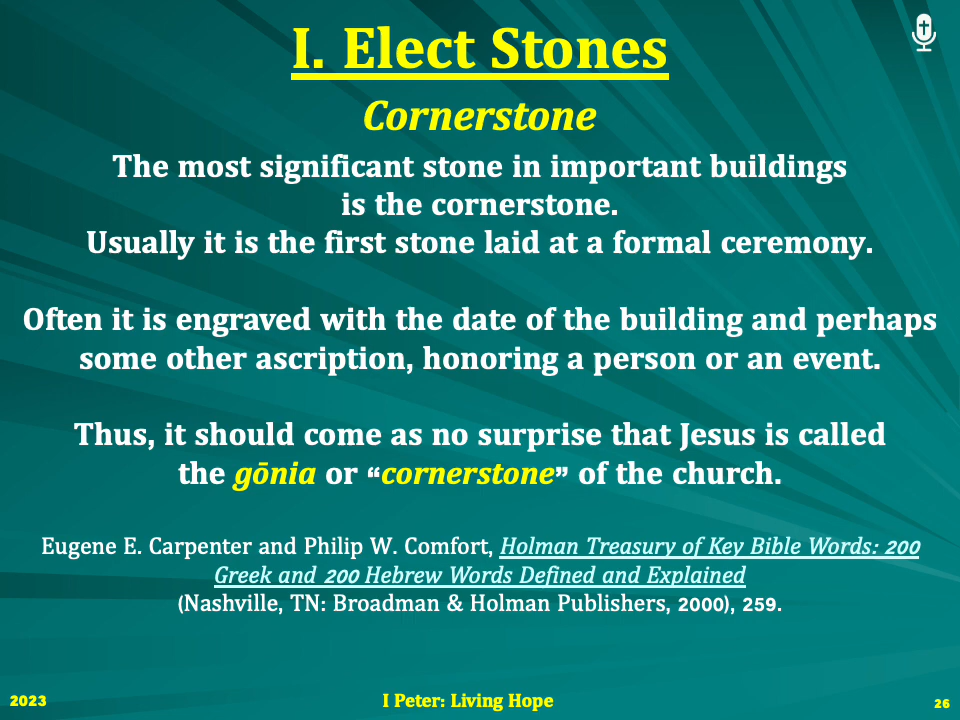 I. Elect Stones
Cornerstone
The most significant stone in important buildings
is the cornerstone.
Usually it is the first stone laid at a formal ceremony.
Often it is engraved with the date of the building and perhaps
some other ascription, honoring a person or an event.
Thus, it should come as no surprise that Jesus is called
the gōnia or “cornerstone” of the church.
Eugene E. Carpenter and Philip W. Comfort, Holman Treasury of Key Bible Words: 200
Greek and 200 Hebrew Words Defined and Explained
(Nashville, TN: Broadman & Holman Publishers, 2000), 259.
2023
I Peter: Living Hope
26